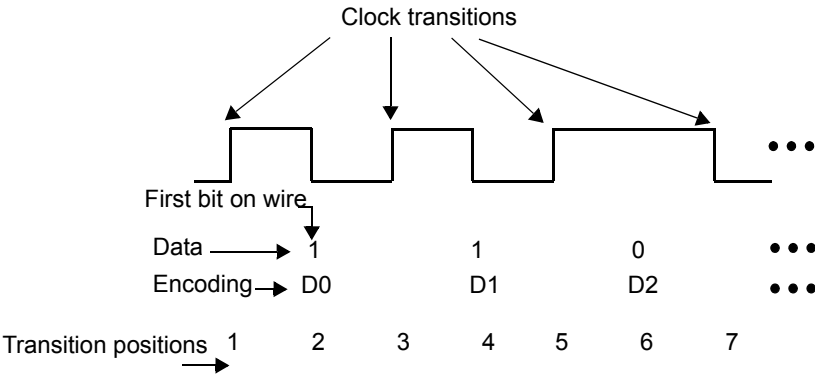 Clock transitions
First bit on wire
Data 1 1 0
Encoding D0 D1 D2
Transition positions 1 2 3 4 5 6 7